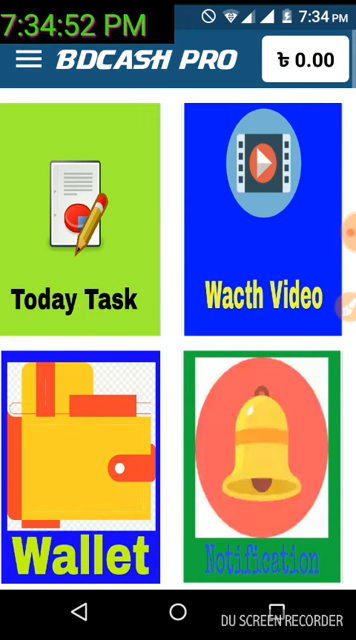 7:34:52 PM
7:34 PM
BDCASH PRO
৳ 0.00
Today Task
Wacth Video
Wallet
Notification
DU SCREEN RECORDER